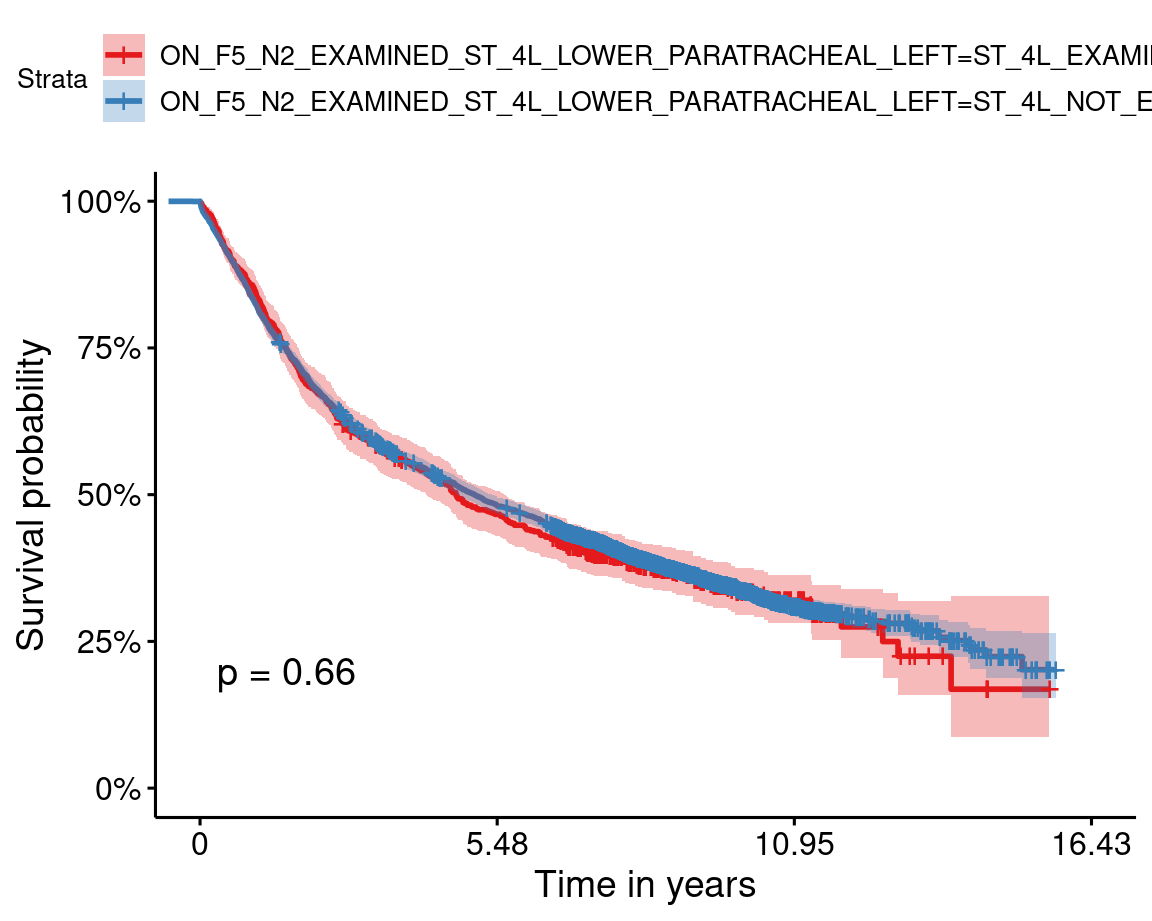 Strata
ON_F5_N2_EXAMINED_ST_4L_LOWER_PARATRACHEAL_LEFT=ST_4L_EXAMI
ON_F5_N2_EXAMINED_ST_4L_LOWER_PARATRACHEAL_LEFT=ST_4L_NOT_E
100%
75%
50%
25%
0%
Survival probability
p = 0.66
0
5.48
10.95
16.43
Time in years